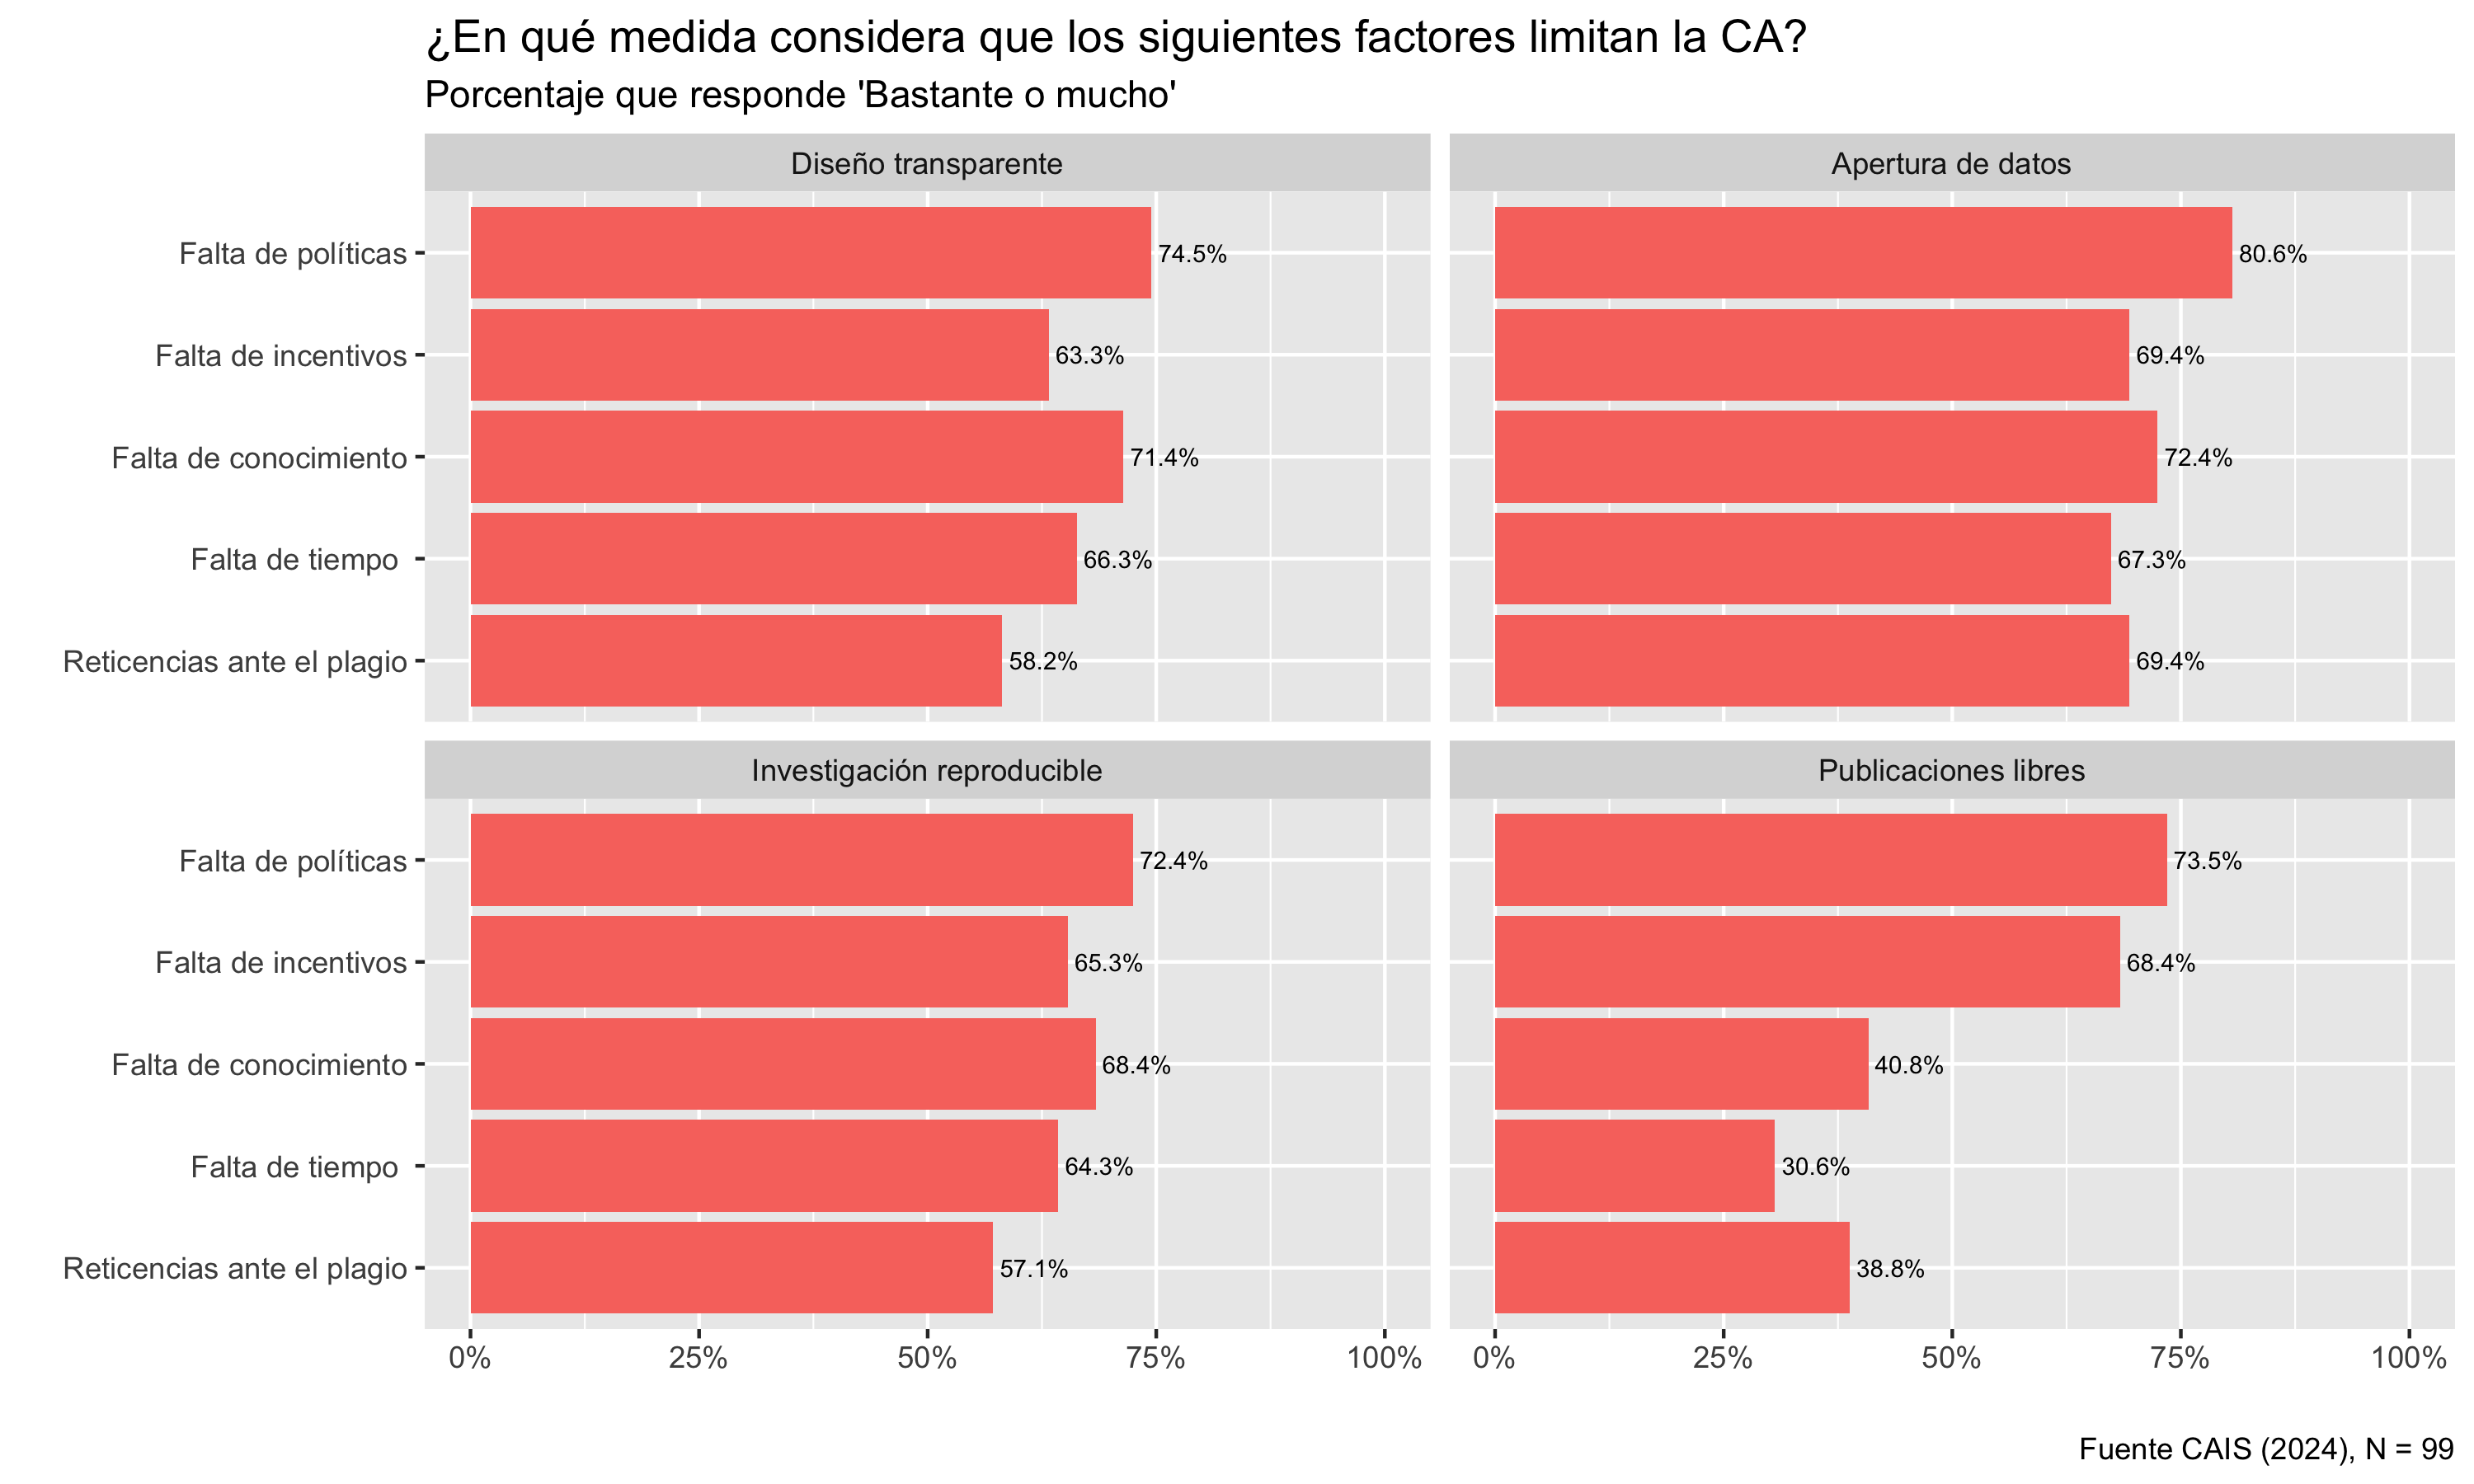 ¿En qué medida considera que los siguientes factores limitan la CA?
Porcentaje que responde 'Bastante o mucho'
Diseño transparente
Falta de políticas
74.5%
Falta de incentivos
63.3%
Falta de conocimiento
71.4%
Falta de tiempo
66.3%
Reticencias ante el plagio
58.2%
Apertura de datos
80.6%
69.4%
72.4%
67.3%
69.4%
Investigación reproducible
Falta de políticas
72.4%
Falta de incentivos
65.3%
Falta de conocimiento
68.4%
Falta de tiempo
64.3%
Reticencias ante el plagio
57.1%
0% 25% 50% 75% 100%
Publicaciones libres
73.5%
68.4%
40.8%
30.6%
38.8%
0% 25% 50% 75% 100%
Fuente CAIS (2024), N = 99